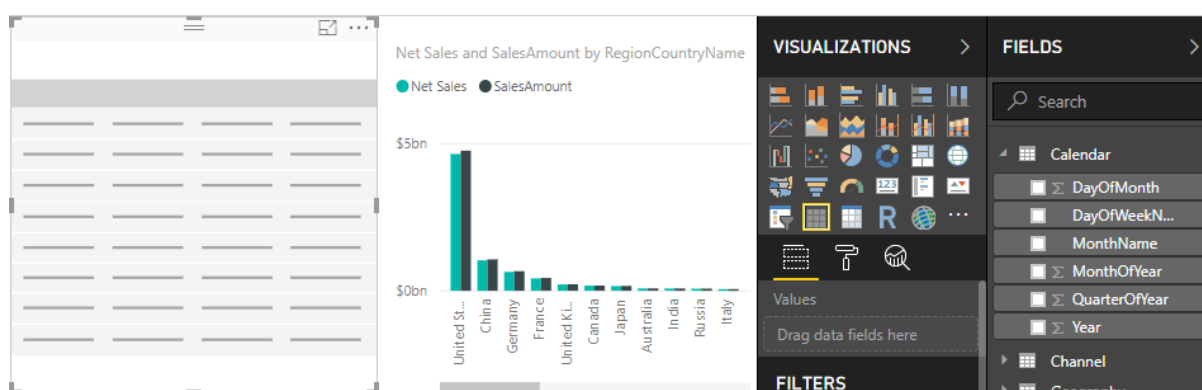 Net Sales and SalesAmount by RegionCountryName
Net Sales SalesAmount
$5bn
$0bn
United St...
China
Germany
France
United Ki...
Canada
Japan
Australia
India
Russia
Italy
VISUALIZATIONS
123
R
Values
Drag data fields here
FILTERS
FIELDS
Search
Calendar
Σ DayOfMonth
DayOfWeekN...
MonthName
Σ MonthOfYear
Σ QuarterOfYear
Σ Year
Channel